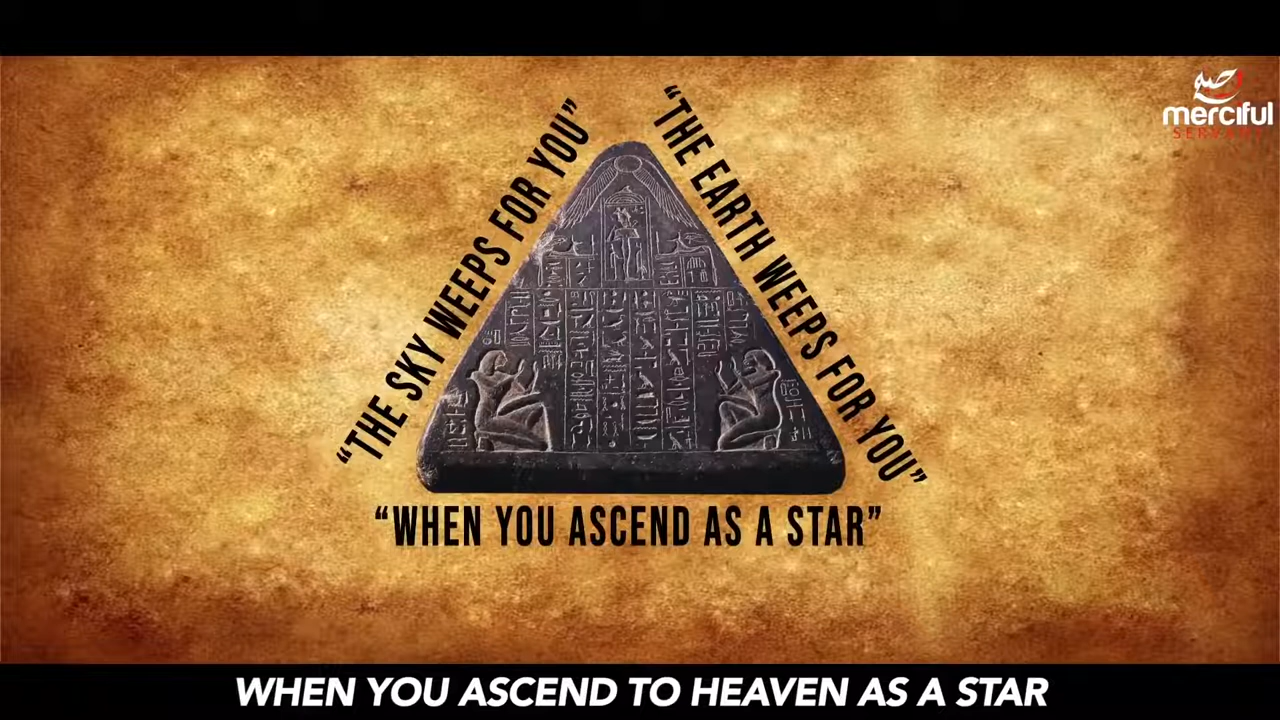 merciful
SERVANT
“THE SKY WEEPS FOR YOU”
“THE EARTH WEEPS FOR YOU”
“WHEN YOU ASCEND AS A STAR”
WHEN YOU ASCEND TO HEAVEN AS A STAR